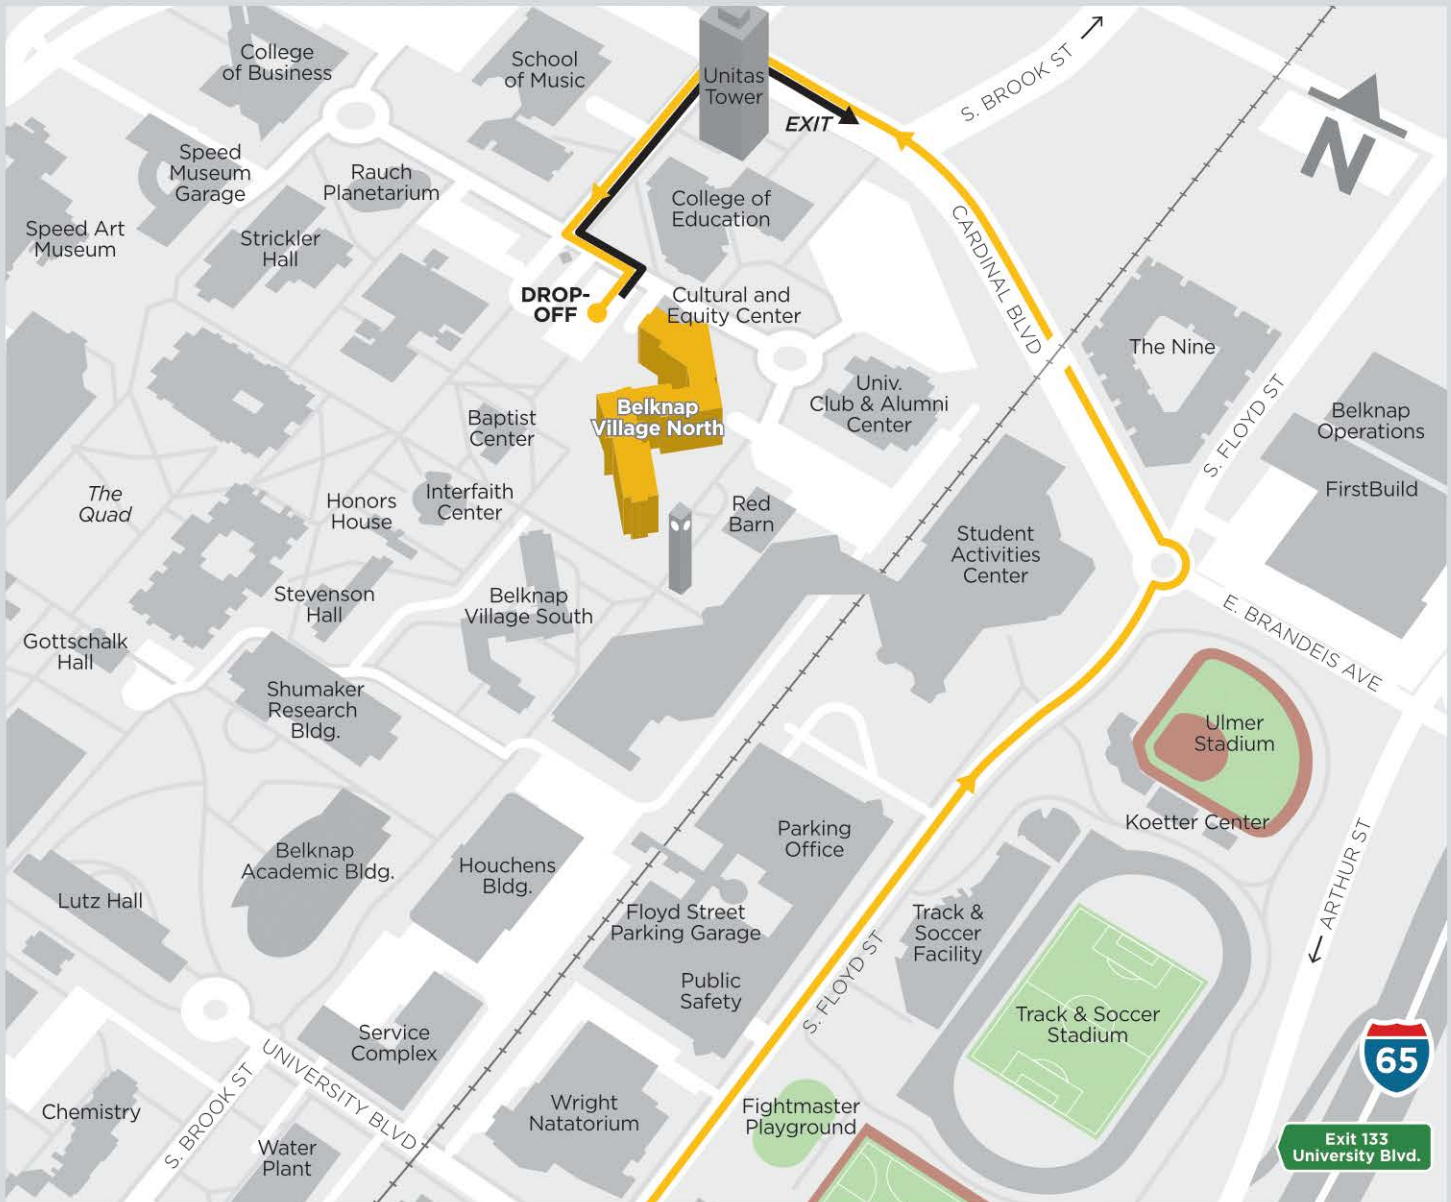 College
of Business
School
of Music
Unitas
Tower
EXIT
S. BROOK ST
N
Speed
Museum
Garage
Rauch
Planetarium
College of
Education
Speed Art
Museum
Strickler
Hall
CARDINAL BLVD
DROP-
OFF
Cultural and
Equity Center
The Nine
Univ.
Club & Alumni
Center
S. FLOYD ST
Belknap
Operations
Baptist
Center
Belknap
Village North
FirstBuild
The
Quad
Honors
House
Interfaith
Center
Red
Barn
Student
Activities
Center
Stevenson
Hall
Belknap
Village South
E. BRANDEIS AVE
Gottschalk
Hall
Shumaker
Research
Bldg.
Ulmer
Stadium
Koetter Center
Parking
Office
ARTHUR ST
Belknap
Academic Bldg.
Houchens
Bldg.
Lutz Hall
Floyd Street
Parking Garage
Track &
Soccer
Facility
Public
Safety
S. FLOYD ST
Track & Soccer
Stadium
Service
Complex
65
UNIVERSITY BLVD
S. BROOK ST
Chemistry
Wright
Natatorium
Fightmaster
Playground
Water
Plant
Exit 133
University Blvd.